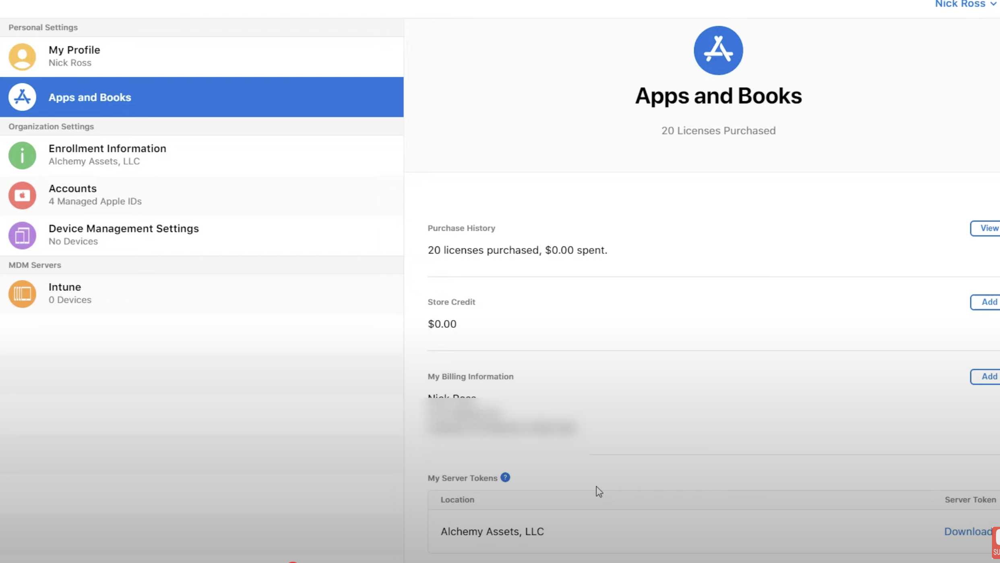 Nick Ross
Personal Settings
My Profile
Nick Ross
Apps and Books
Organization Settings
Enrollment Information
Alchemy Assets, LLC
Accounts
4 Managed Apple IDs
Device Management Settings
No Devices
MDM Servers
Intune
0 Devices
Apps and Books
20 Licenses Purchased
Purchase History
View
20 licenses purchased, $0.00 spent.
Store Credit
Add
$0.00
My Billing Information
Add
Nick Ross
My Server Tokens ?
Location
Server Token
Alchemy Assets, LLC
Download
SU